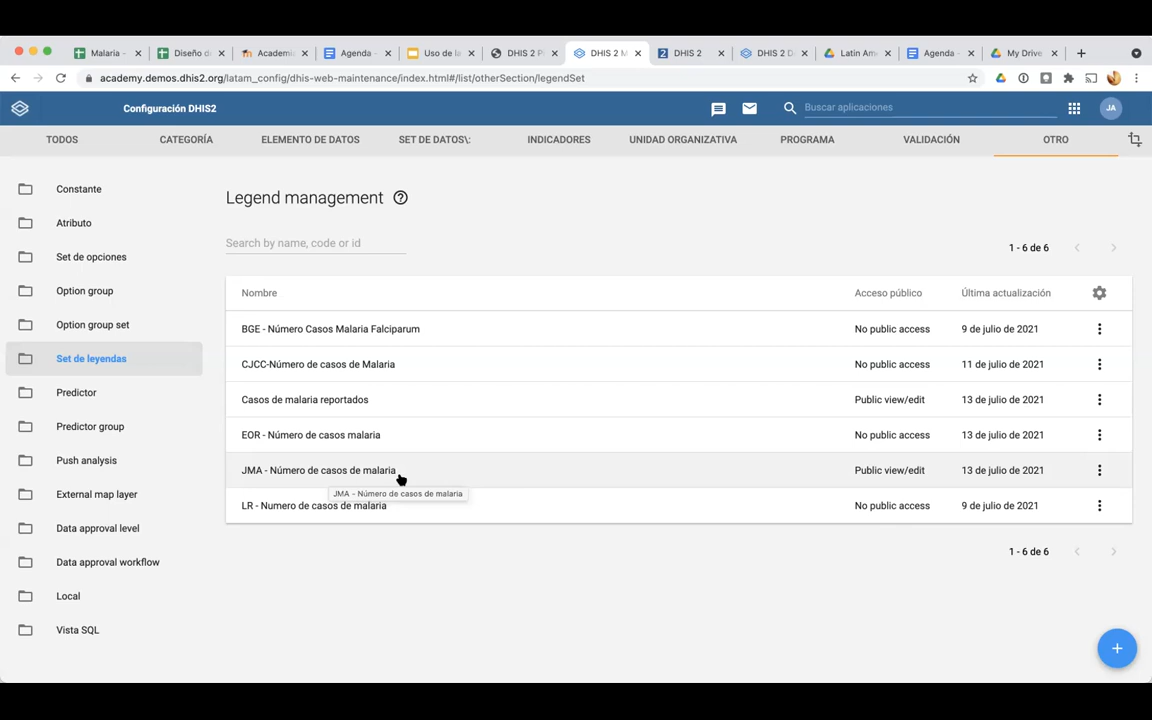 Malaria -
Diseño d
Academia
Agenda -
Uso de la
DHIS 2 P
DHIS 2 M
DHIS 2
DHIS 2 D
Latin Am
Agenda -
My Drive
academy.demos.dhis2.org/latam_config/dhis-web-maintenance/index.html#/list/otherSection/legendSet
Configuración DHIS2
Buscar aplicaciones
JA
TODOS CATEGORÍA ELEMENTO DE DATOS SET DE DATOS\: INDICADORES UNIDAD ORGANIZATIVA PROGRAMA VALIDACIÓN OTRO
Constante
Atributo
Set de opciones
Option group
Option group set
Set de leyendas
Predictor
Predictor group
Push analysis
External map layer
Data approval level
Data approval workflow
Local
Vista SQL
Legend management ?
Search by name, code or id
1 - 6 de 6
Nombre Acceso público Última actualización
BGE - Número Casos Malaria Falciparum No public access 9 de julio de 2021
CJCC-Número de casos de Malaria No public access 11 de julio de 2021
Casos de malaria reportados Public view/edit 13 de julio de 2021
EOR - Número de casos malaria No public access 13 de julio de 2021
JMA - Número de casos de malaria Public view/edit 13 de julio de 2021
JMA - Número de casos de malaria
LR - Numero de casos de malaria No public access 9 de julio de 2021
1 - 6 de 6
+